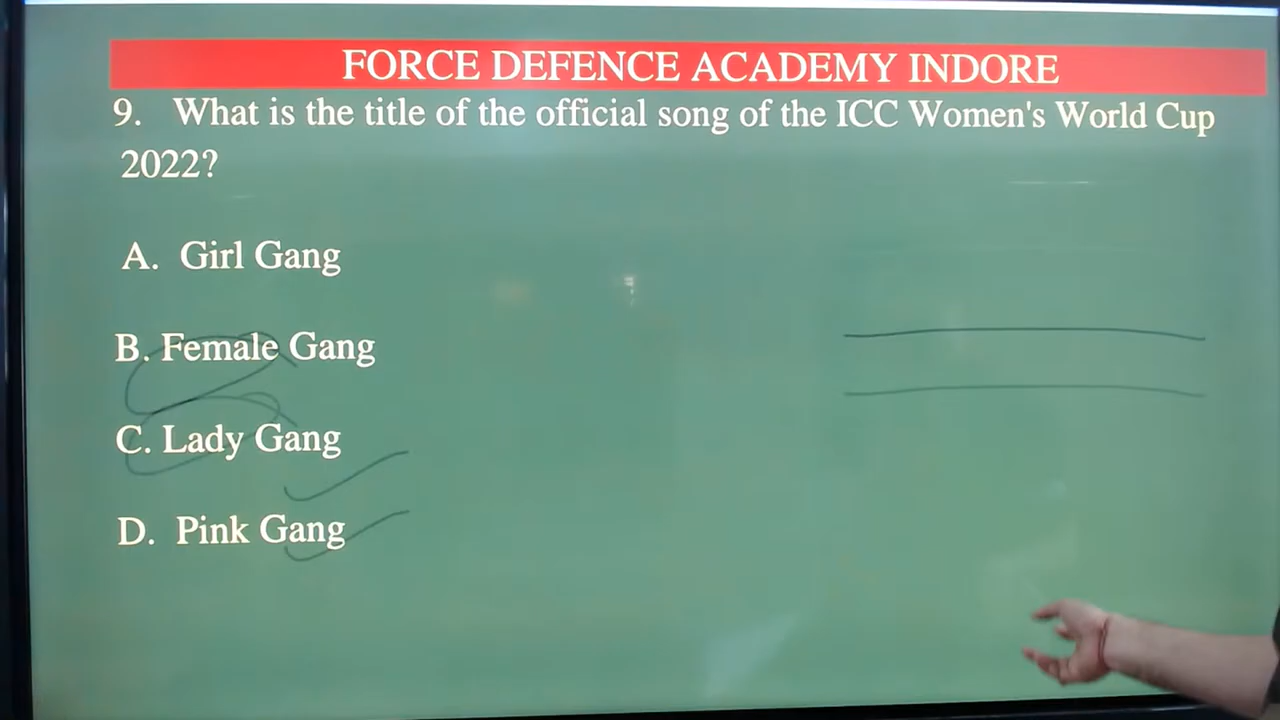 FORCE DEFENCE ACADEMY INDORE
9. What is the title of the official song of the ICC Women's World Cup
2022?
A. Girl Gang
B. Female Gang
C. Lady Gang
D. Pink Gang